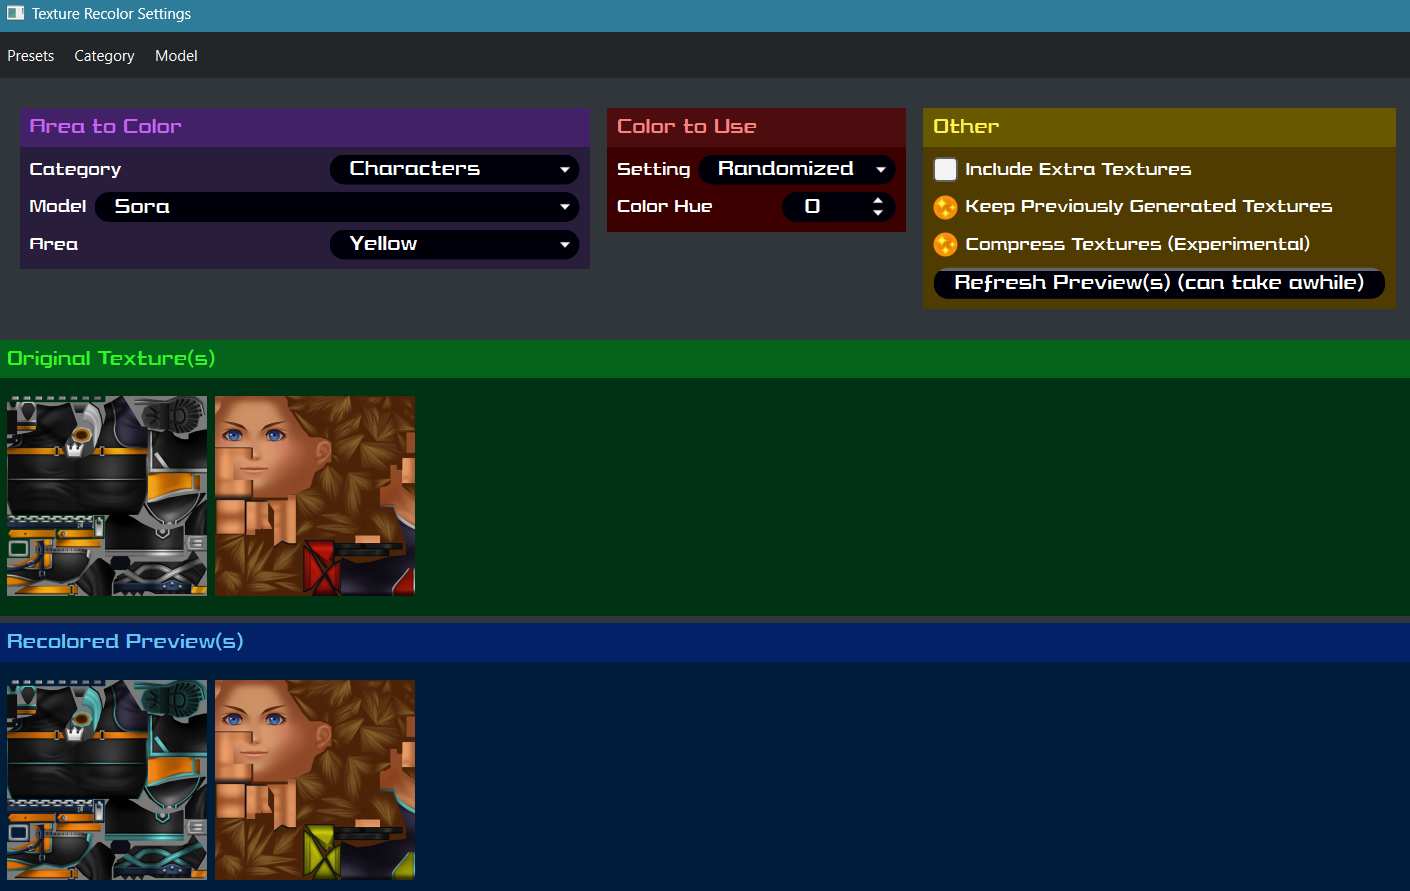 Texture Recolor Settings
Presets Category Model
Area to Color
Category Characters
Model Sora
Area Yellow
Color to Use
Setting Randomized
Color Hue 0
Other
Include Extra Textures
Keep Previously Generated Textures
Compress Textures (Experimental)
Refresh Preview(s) (can take awhile)
Original Texture(s)
Recolored Preview(s)